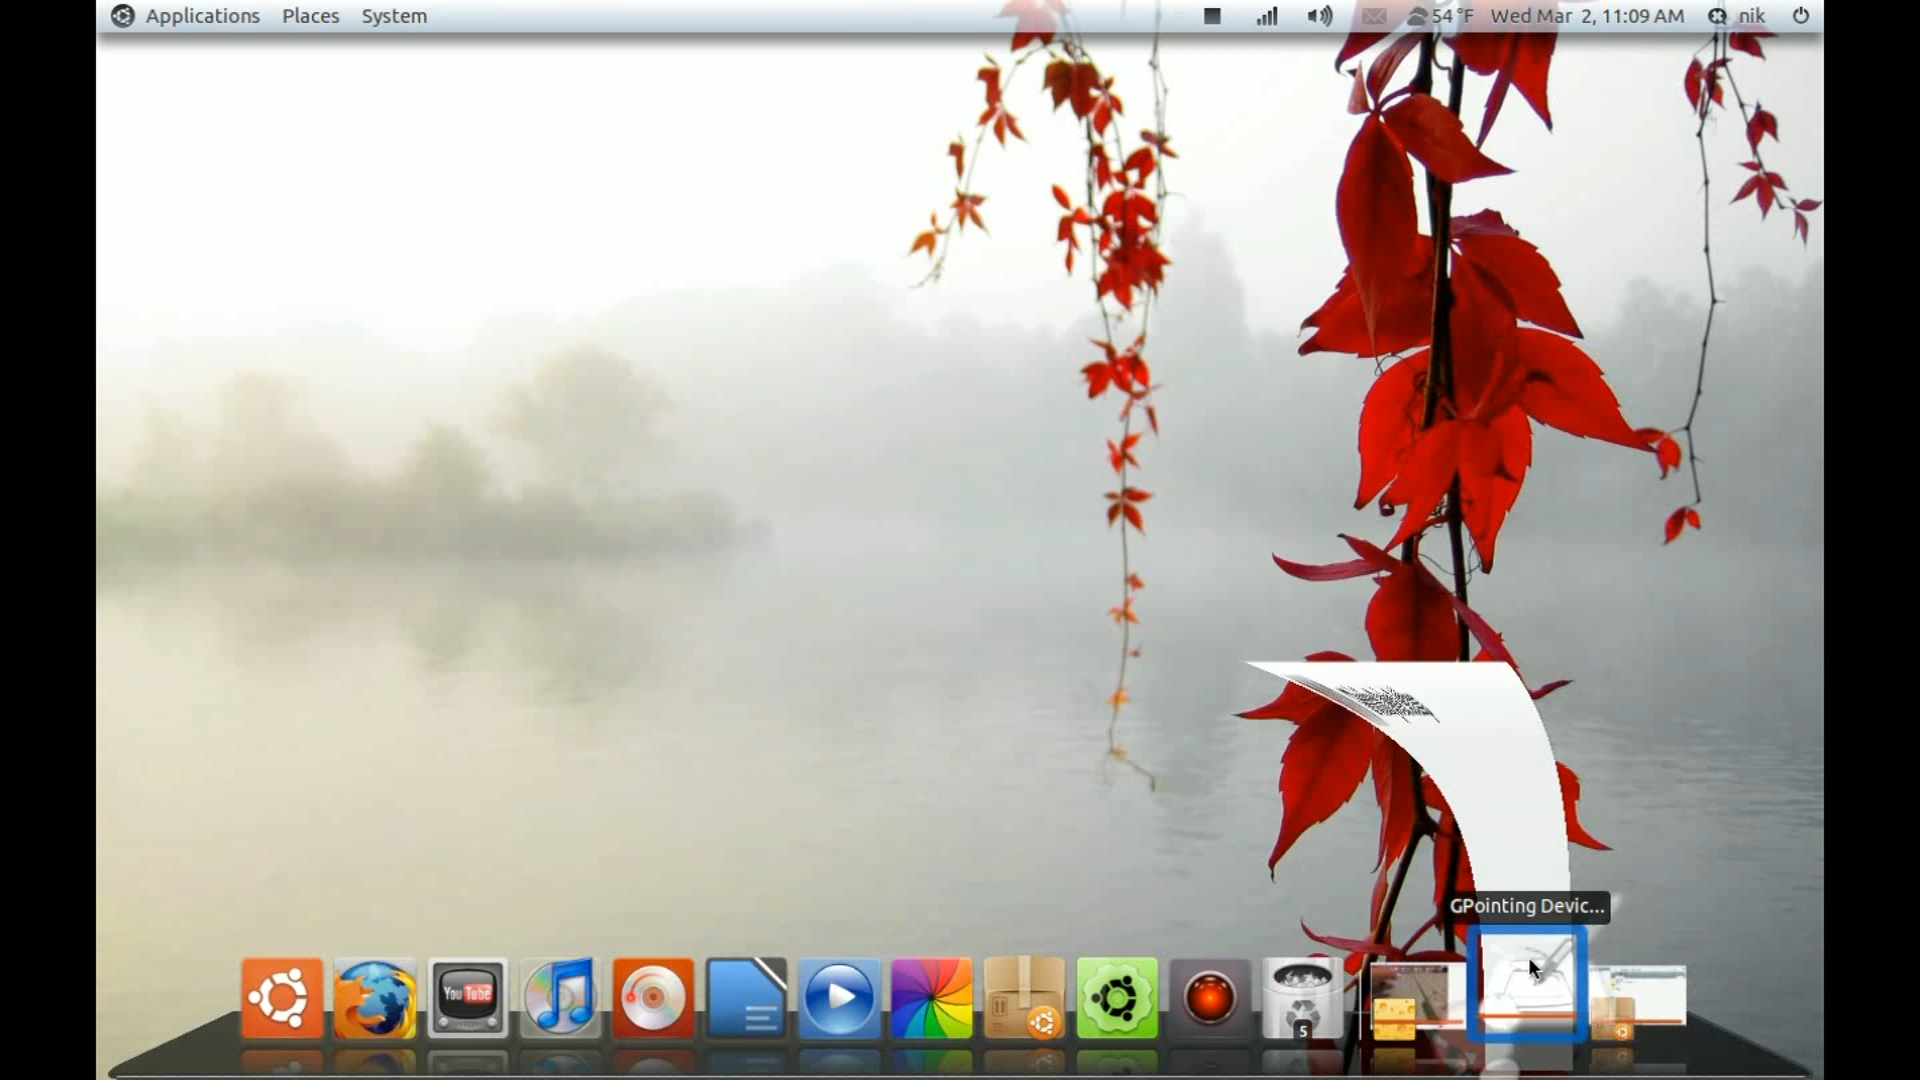 Applications Places System
54 °F Wed Mar 2, 11:09 AM nik
GPointing Devic...
You Tube
5